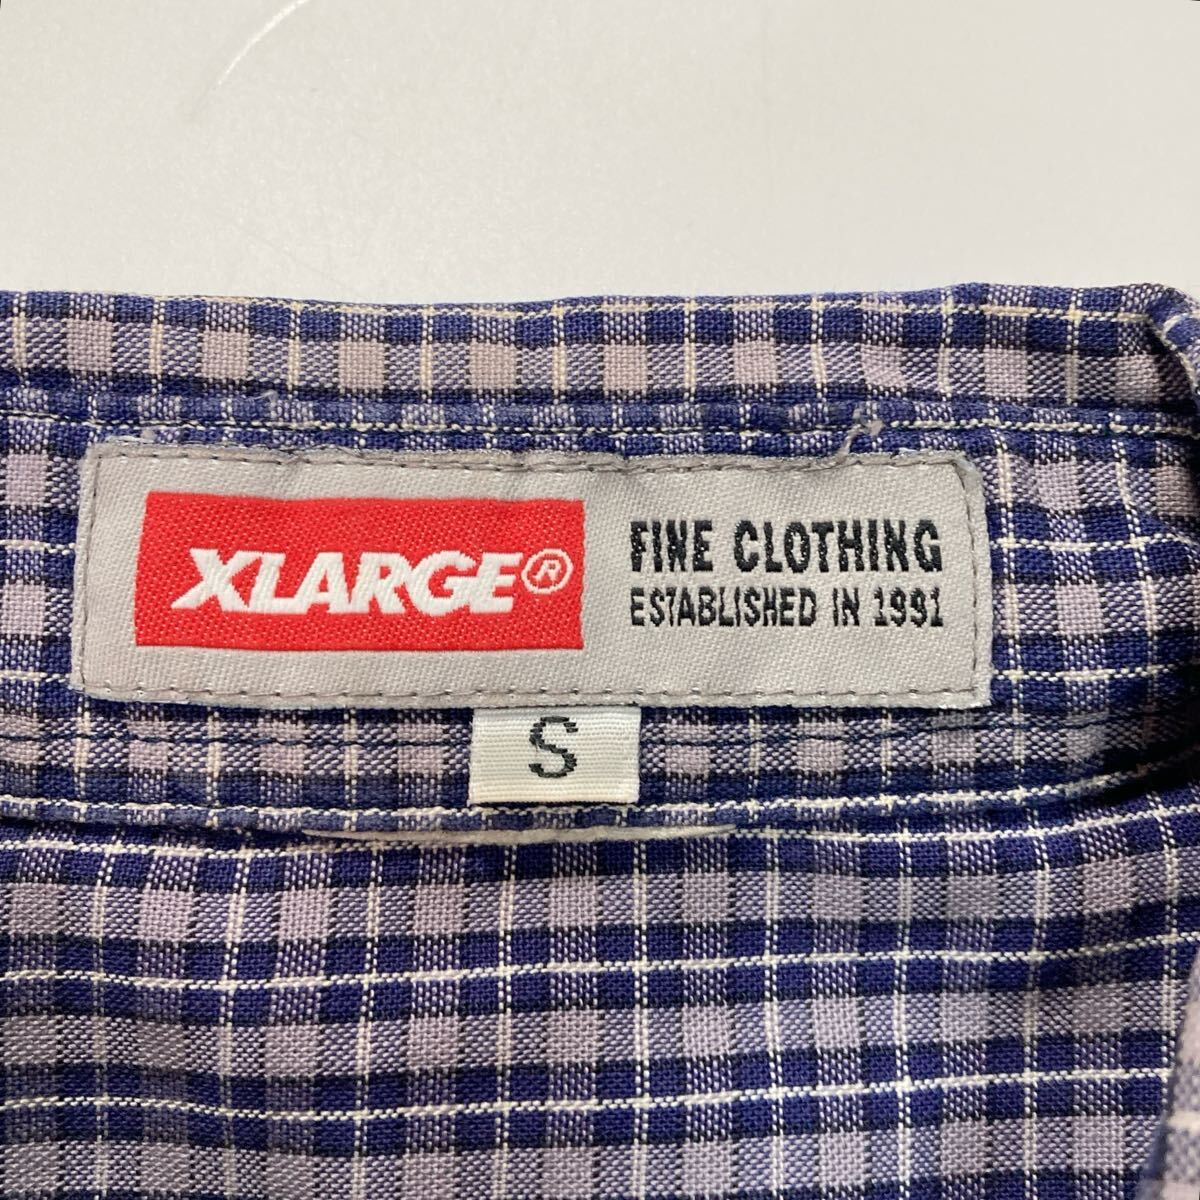 XLARGE®
FINE CLOTHING
ESTABLISHED IN 1991
S